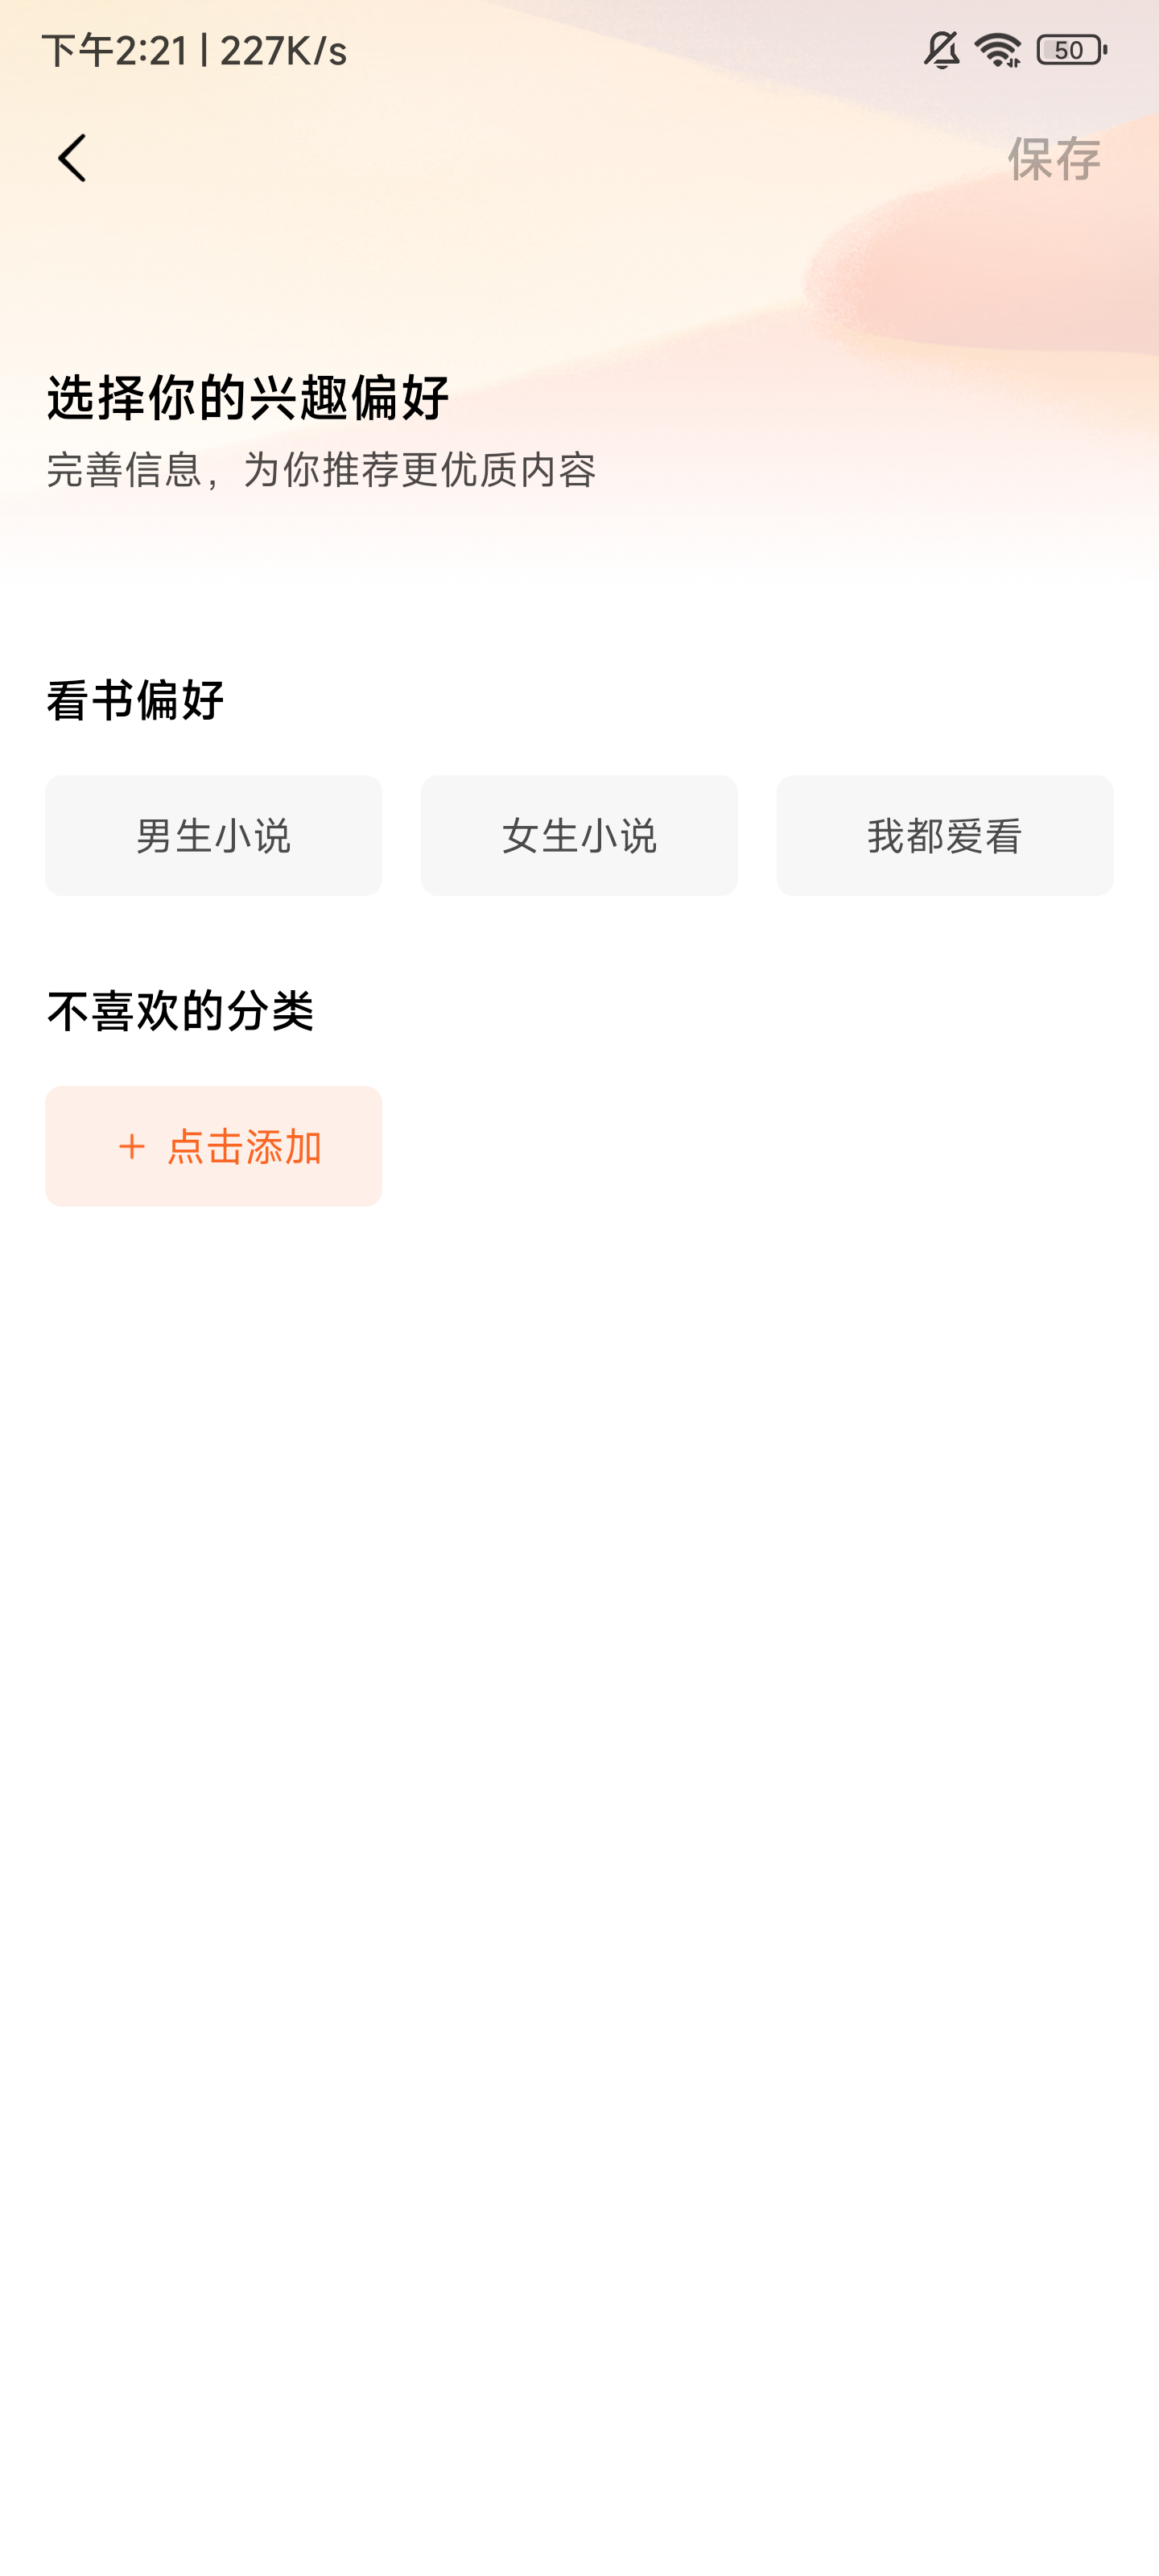 下午2:21 | 227K/s
50
保存
选择你的兴趣偏好
完善信息，为你推荐更优质内容
看书偏好
男生小说 女生小说 我都爱看
不喜欢的分类
+ 点击添加